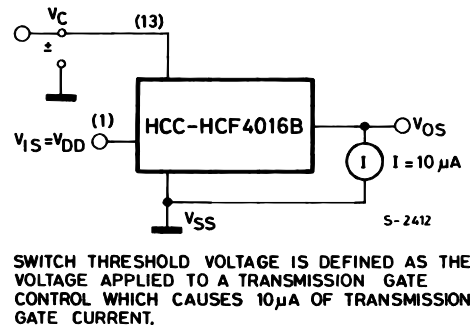 VC
(13)
±
HCC-HCF4016B
(1)
VIS=VDD
VOS
I
I = 10 µA
VSS
S-2412
SWITCH THRESHOLD VOLTAGE IS DEFINED AS THE
VOLTAGE APPLIED TO A TRANSMISSION GATE
CONTROL WHICH CAUSES 10µA OF TRANSMISSION
GATE CURRENT.